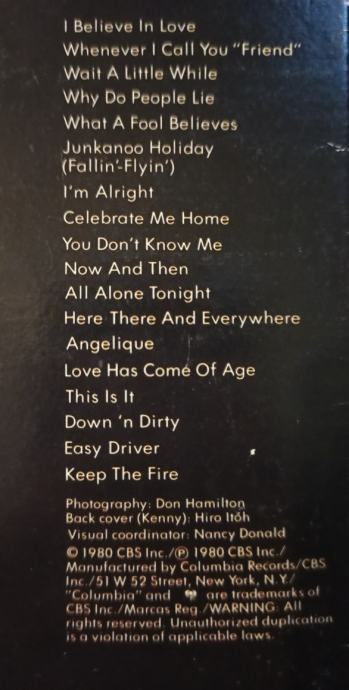 I Believe In Love
Whenever I Call You "Friend"
Wait A Little While
Why Do People Lie
What A Fool Believes
Junkanoo Holiday
(Fallin'-Flyin')
I'm Alright
Celebrate Me Home
You Don't Know Me
Now And Then
All Alone Tonight
Here There And Everywhere
Angelique
Love Has Come Of Age
This Is It
Down 'n Dirty
Easy Driver
Keep The Fire
Photography: Don Hamilton
Back cover (Kenny): Hiro Itoh
Visual coordinator: Nancy Donald
© 1980 CBS Inc./℗ 1980 CBS Inc./
Manufactured by Columbia Records/CBS
Inc./51 W 52 Street, New York, N.Y./
"Columbia" and are trademarks of
CBS Inc./Marcas Reg./WARNING: All
rights reserved. Unauthorized duplication
is a violation of applicable laws.